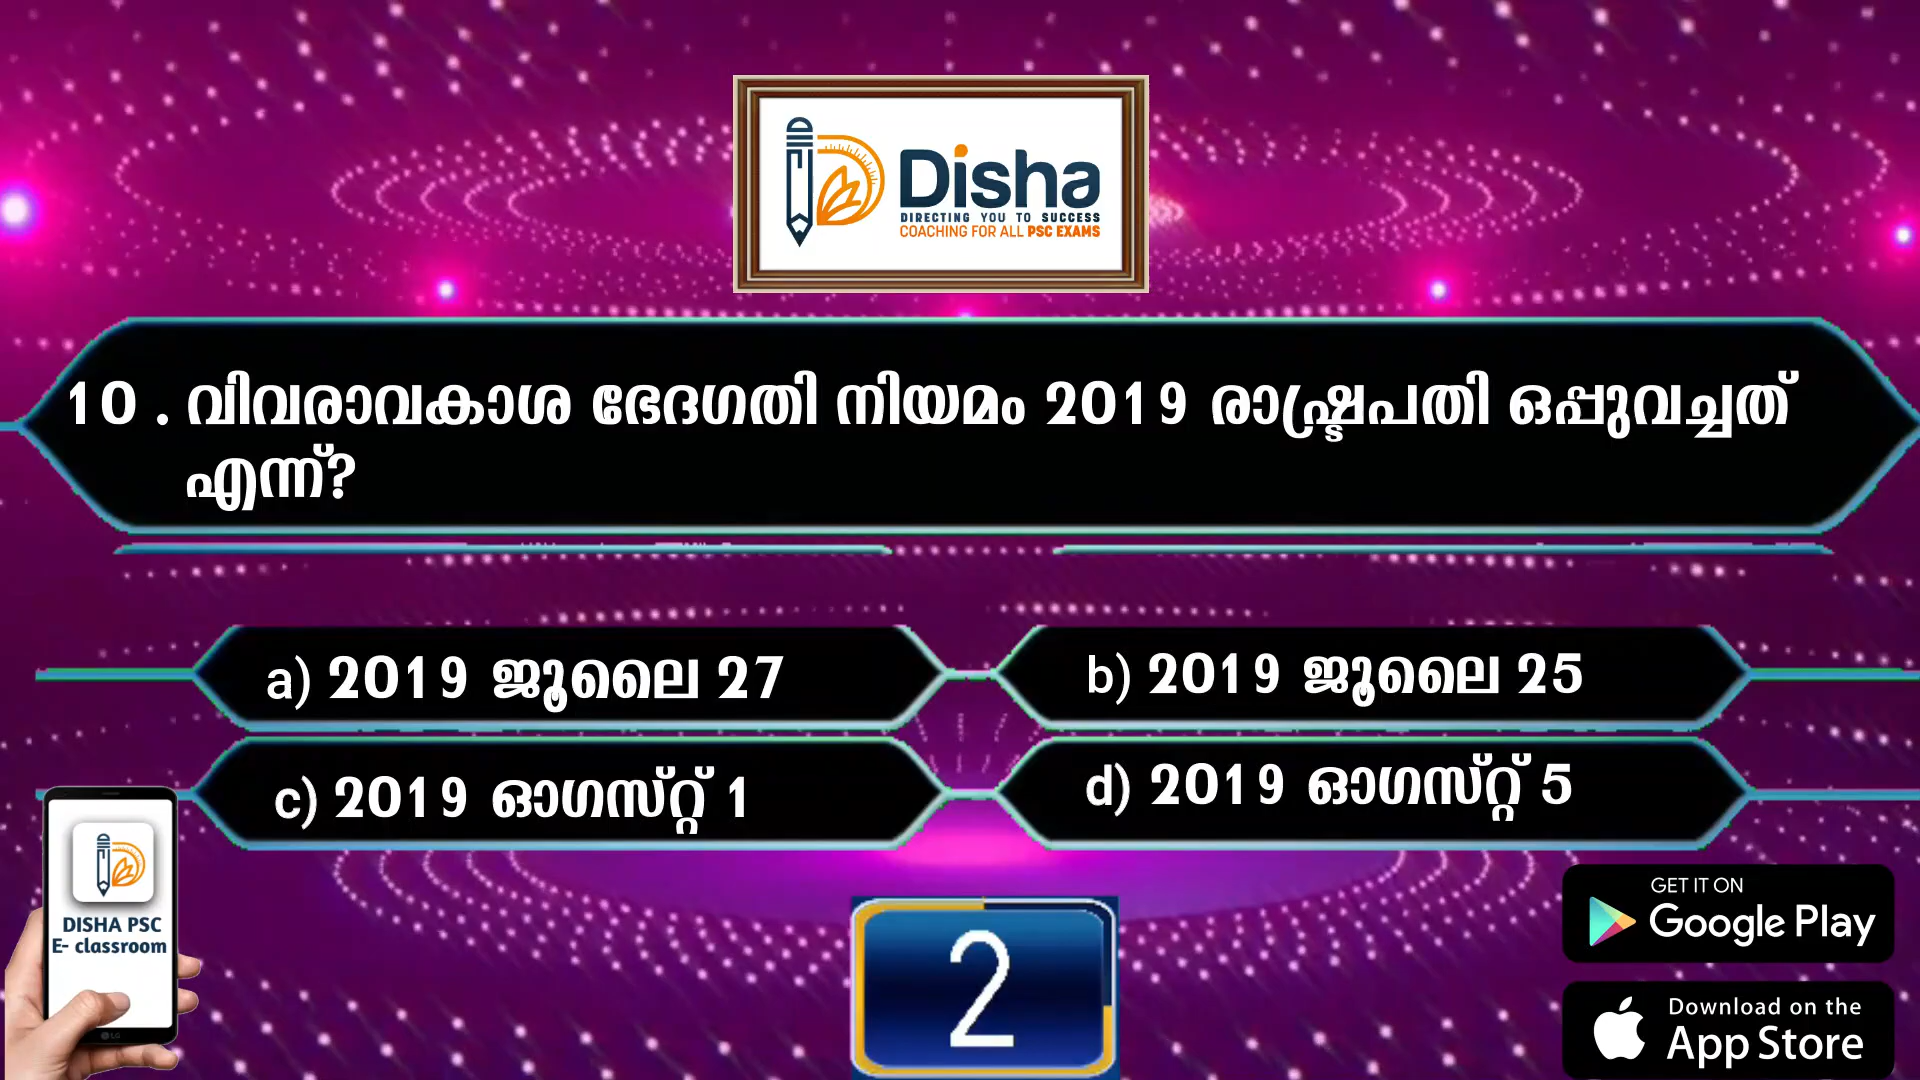 Disha
DIRECTING YOU TO SUCCESS
COACHING FOR ALL PSC EXAMS
10 . വിവരാവകാശ ഭേദഗതി നിയമം 2019 രാഷ്ട്രപതി ഒപ്പുവച്ചത്
എന്ന്?
a) 2019 ജൂലൈ 27
b) 2019 ജൂലൈ 25
c) 2019 ഓഗസ്റ്റ് 1
d) 2019 ഓഗസ്റ്റ് 5
DISHA PSC
E- classroom
LG
2
GET IT ON
Google Play
Download on the
App Store